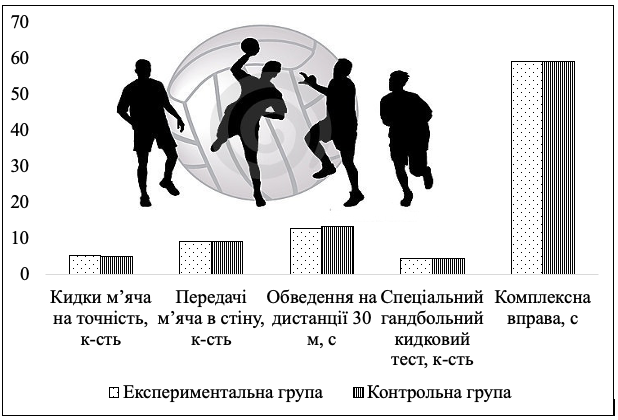 70
60
50
40
30
20
10
0
Кидки м’яча
на точність,
к-сть
Передачі
м’яча в стіну,
к-сть
Обведення на
дистанції 30
м, с
Спеціальний
гандбольний
кидковий
тест, к-сть
Комплексна
вправа, с
Експериментальна група
Контрольна група